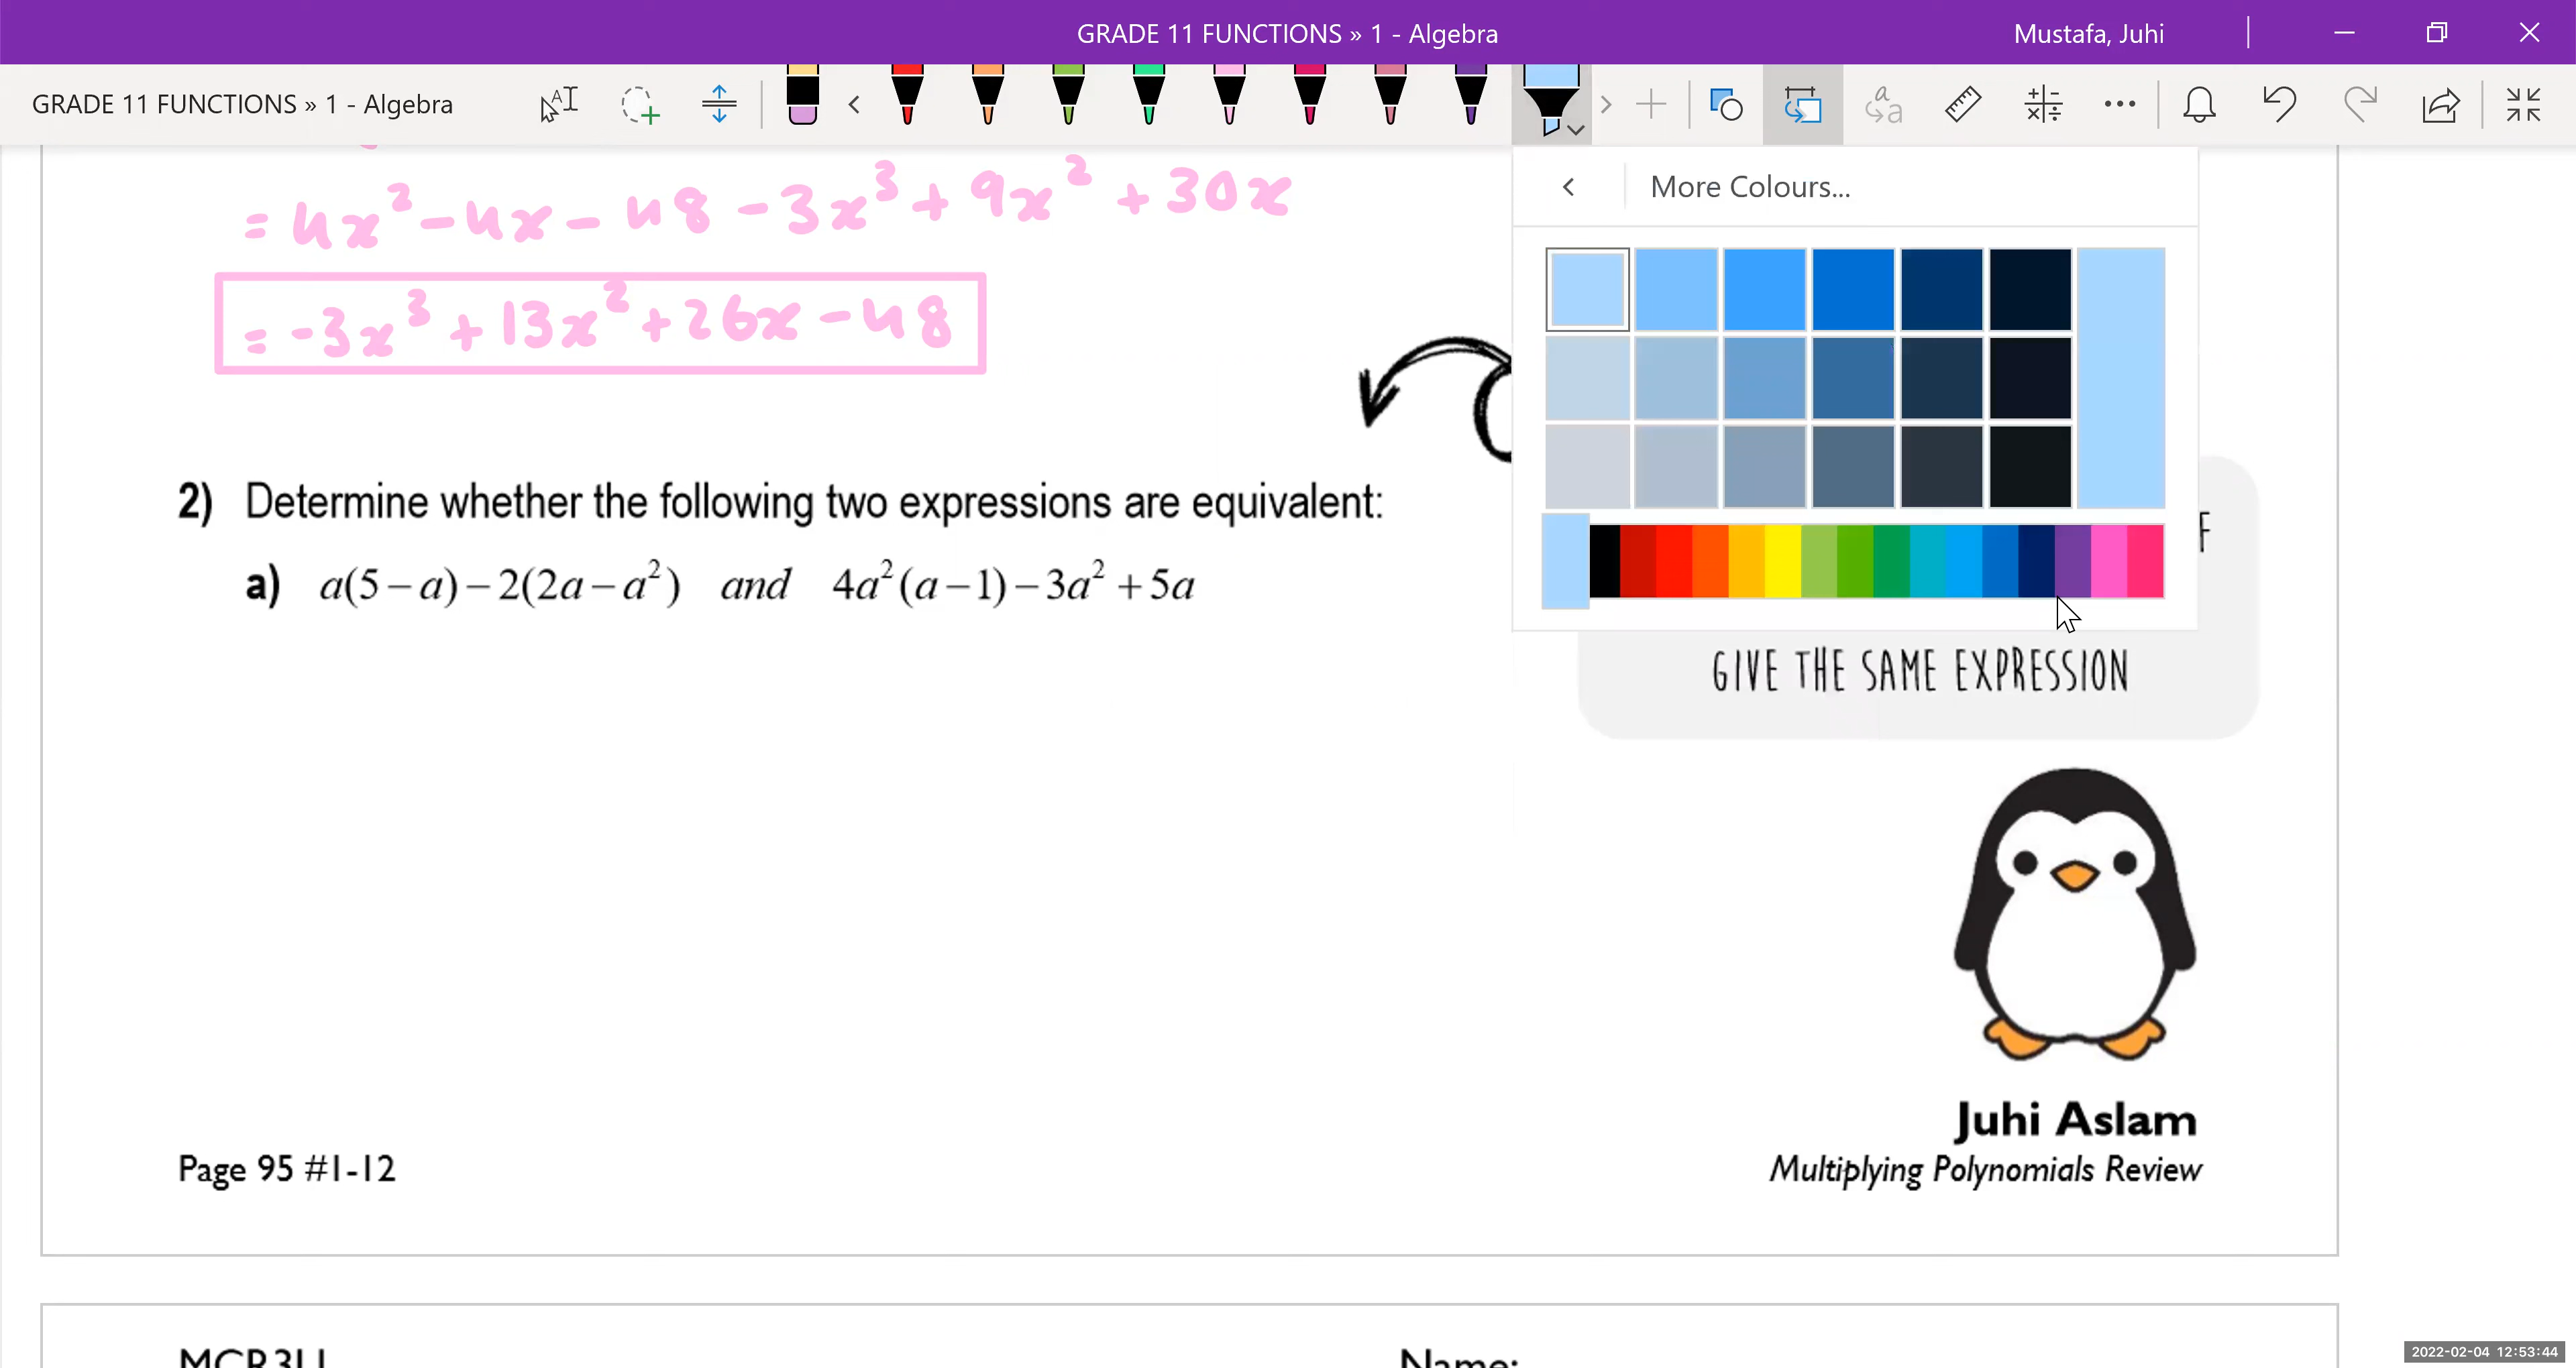 GRADE 11 FUNCTIONS » 1 - Algebra
Mustafa, Juhi
GRADE 11 FUNCTIONS » 1 - Algebra
More Colours...
= 4x² - 4x - 48 - 3x³ + 9x² + 30x
= -3x³ + 13x² + 26x - 48
2) Determine whether the following two expressions are equivalent:
a) a(5 – a) – 2(2a – a²) and 4a²(a – 1) – 3a² + 5a
F
GIVE THE SAME EXPRESSION
Juhi Aslam
Page 95 #1-12
Multiplying Polynomials Review
Name:
2022-02-04 12:53:44